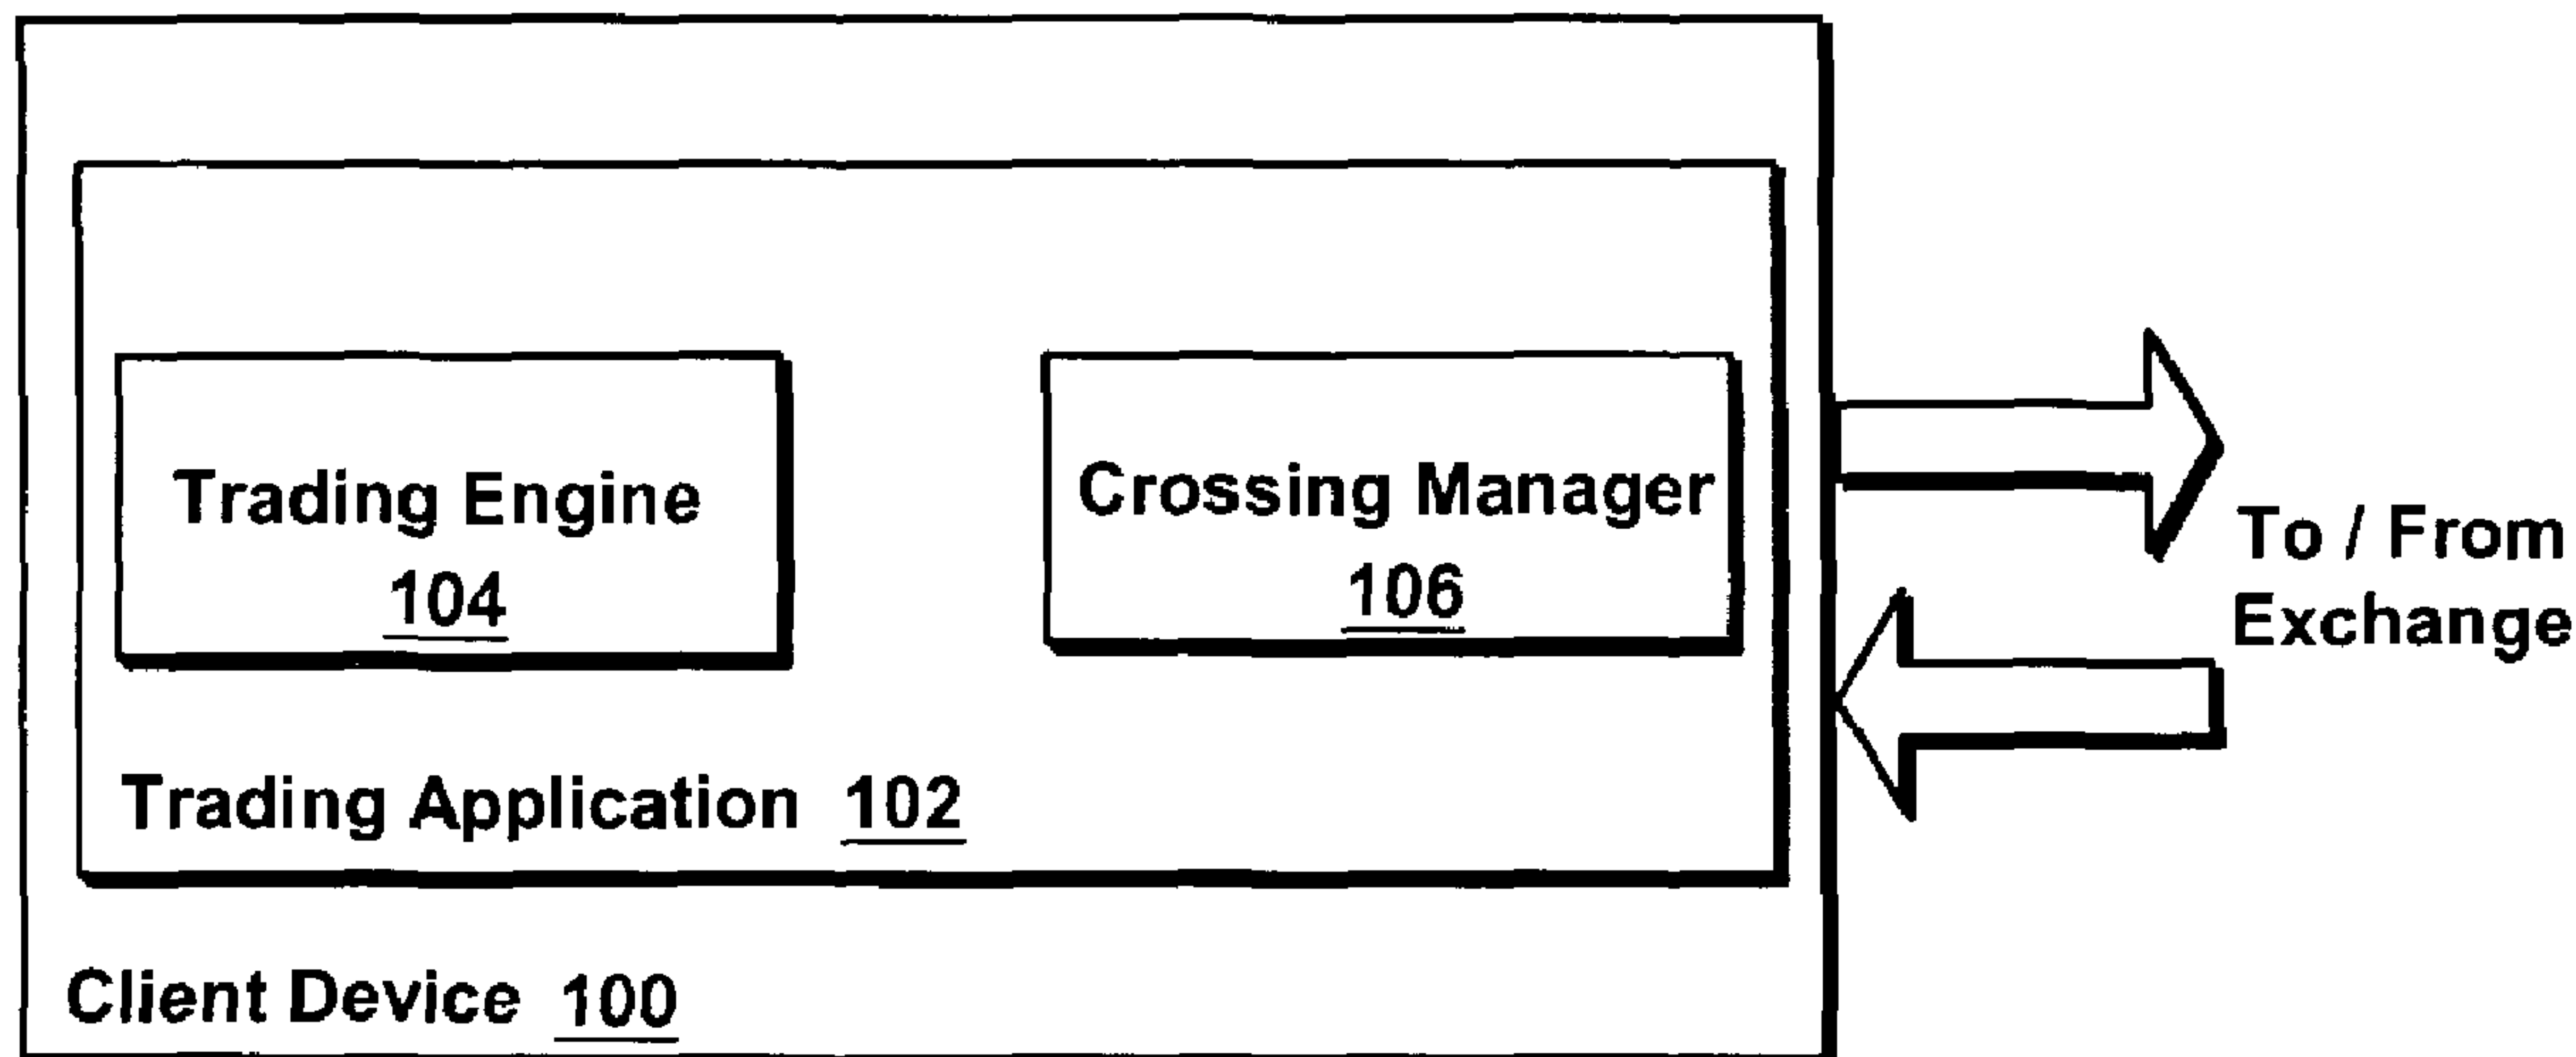 Trading Engine
104
Crossing Manager
106
To / From
Exchange
Trading Application 102
Client Device 100